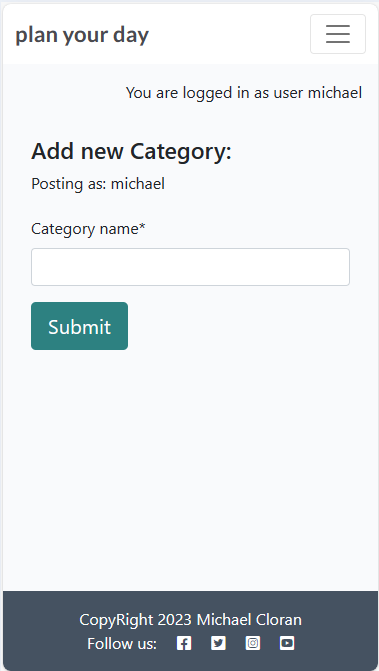 plan your day
You are logged in as user michael
Add new Category:
Posting as: michael
Category name*
Submit
CopyRight 2023 Michael Cloran
Follow us: